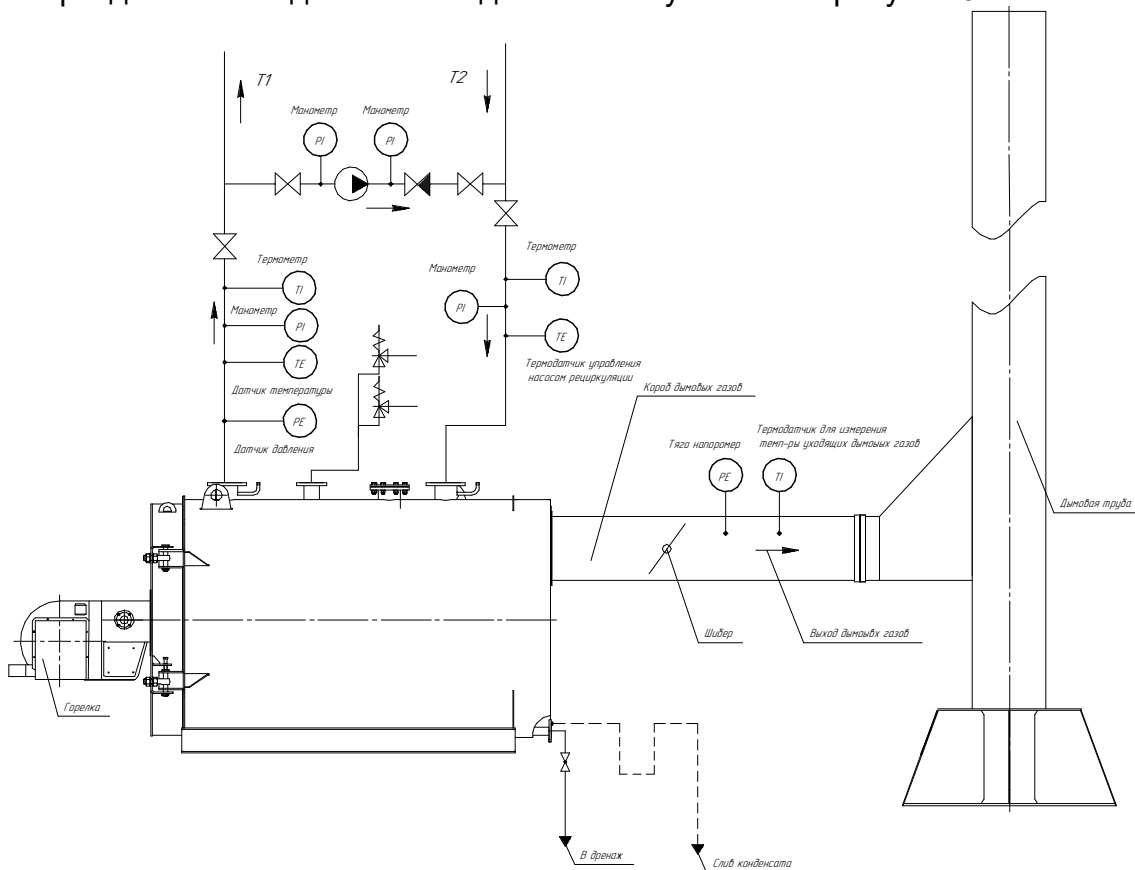 T1
T2
Манометр
Манометр
PI
PI
Термометр
TI
Манометр
PI
TE
Датчик температуры
PE
Датчик давления
Манометр
PI
Термометр
TI
TE
Термодатчик управления
насосом рециркуляции
Короб дымовых газов
Тяго напоромер
PE
Термодатчик для измерения
темп-ры уходящих дымоыых газов
TI
Дымовая труба
Шибер
Выход дымоывх газов
Горелка
В дренаж
Слив конденсата